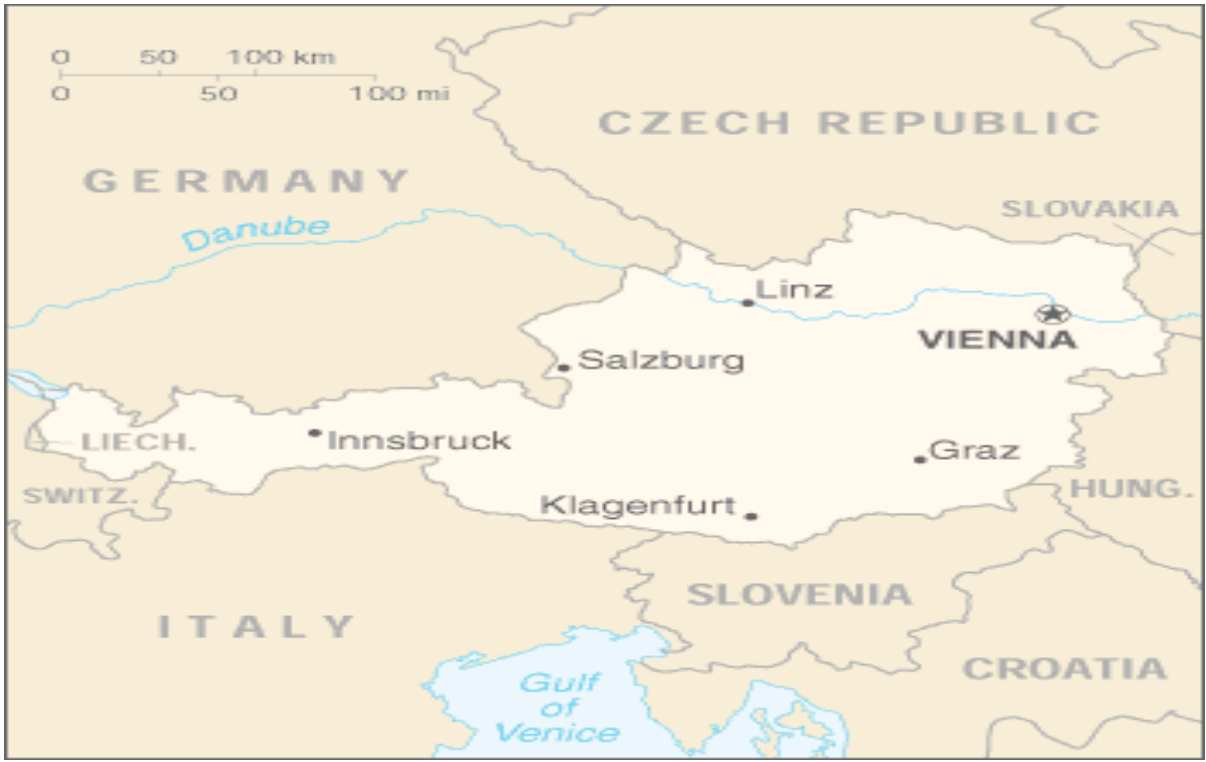 0 50 100 km
0 50 100 mi
CZECH REPUBLIC
GERMANY
SLOVAKIA
Danube
Linz
VIENNA
Salzburg
LIECH.
Innsbruck
Graz
SWITZ.
HUNG.
Klagenfurt
SLOVENIA
ITALY
CROATIA
Gulf
of
Venice